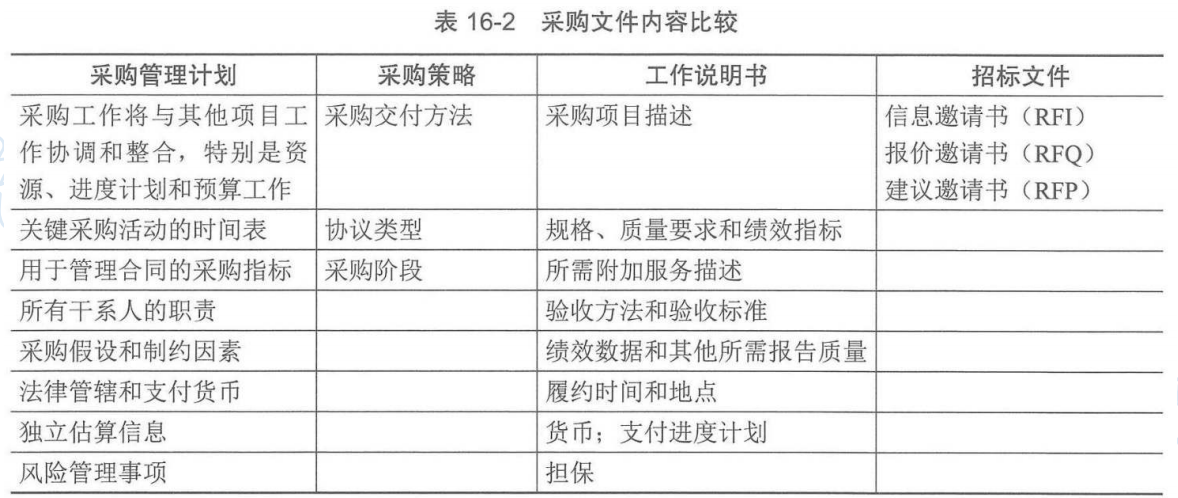 表 16-2 采购文件内容比较
采购管理计划 采购策略 工作说明书 招标文件
采购工作将与其他项目工 采购交付方法 采购项目描述 信息邀请书（RFI）
作协调和整合，特别是资 报价邀请书（RFQ）
源、进度计划和预算工作 建议邀请书（RFP）
关键采购活动的时间表 协议类型 规格、质量要求和绩效指标
用于管理合同的采购指标 采购阶段 所需附加服务描述
所有干系人的职责 验收方法和验收标准
采购假设和制约因素 绩效数据和其他所需报告质量
法律管辖和支付货币 履约时间和地点
独立估算信息 货币；支付进度计划
风险管理事项 担保